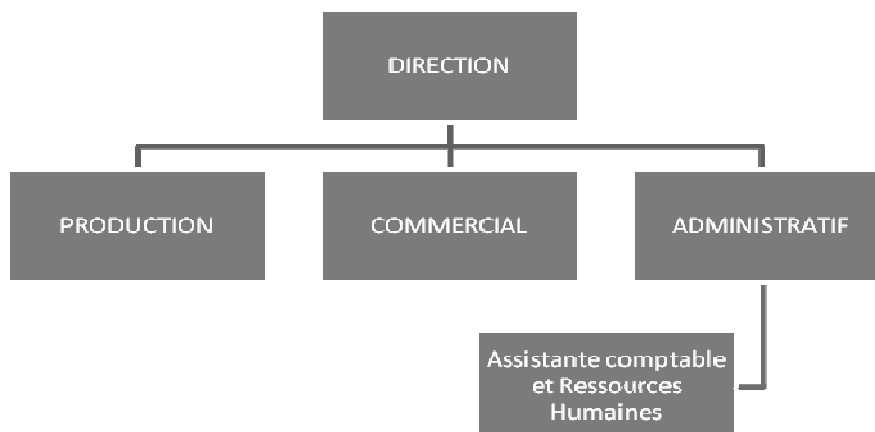 DIRECTION
PRODUCTION
COMMERCIAL
ADMINISTRATIF
Assistante comptable
et Ressources
Humaines